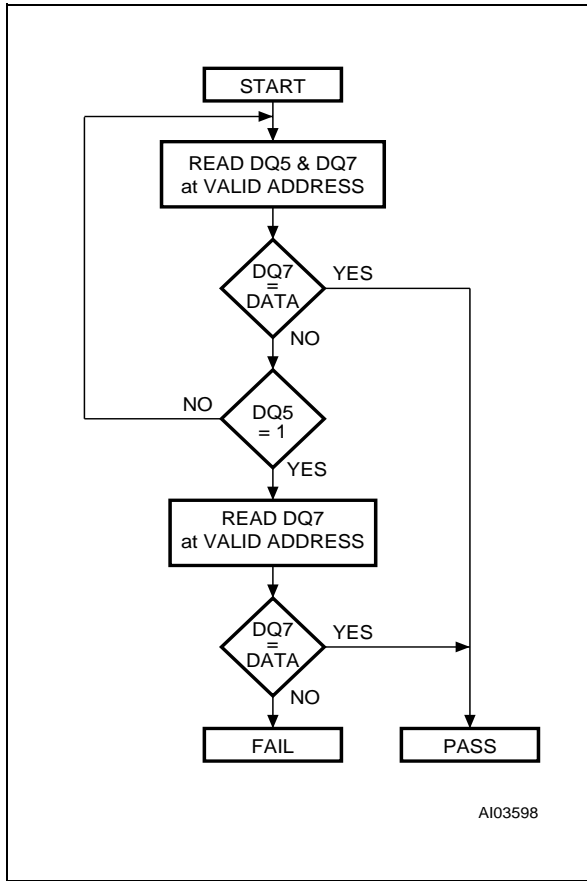 START
READ DQ5 & DQ7
at VALID ADDRESS
DQ7
=
DATA
YES
NO
DQ5
= 1
NO
YES
READ DQ7
at VALID ADDRESS
DQ7
=
DATA
YES
NO
FAIL
PASS
AI03598